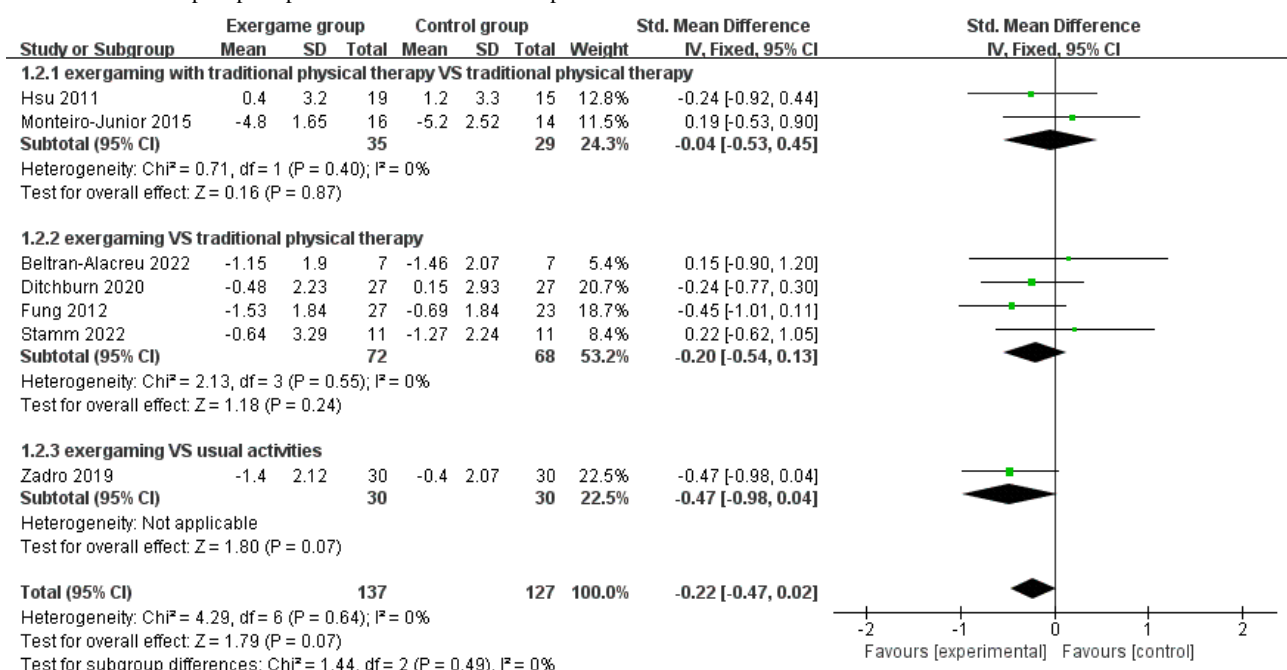 Exergame group Control group Std. Mean Difference Std. Mean Difference
Study or Subgroup Mean SD Total Mean SD Total Weight IV, Fixed, 95% CI IV, Fixed, 95% CI
1.2.1 exergaming with traditional physical therapy VS traditional physical therapy
Hsu 2011 0.4 3.2 19 1.2 3.3 15 12.8% -0.24 [-0.92, 0.44]
Monteiro-Junior 2015 -4.8 1.65 16 -5.2 2.52 14 11.5% 0.19 [-0.53, 0.90]
Subtotal (95% CI) 35 29 24.3% -0.04 [-0.53, 0.45]
Heterogeneity: Chi² = 0.71, df = 1 (P = 0.40); I² = 0%
Test for overall effect: Z = 0.16 (P = 0.87)
1.2.2 exergaming VS traditional physical therapy
Beltran-Alacreu 2022 -1.15 1.9 7 -1.46 2.07 7 5.4% 0.15 [-0.90, 1.20]
Ditchburn 2020 -0.48 2.23 27 0.15 2.93 27 20.7% -0.24 [-0.77, 0.30]
Fung 2012 -1.53 1.84 27 -0.69 1.84 23 18.7% -0.45 [-1.01, 0.11]
Stamm 2022 -0.64 3.29 11 -1.27 2.24 11 8.4% 0.22 [-0.62, 1.05]
Subtotal (95% CI) 72 68 53.2% -0.20 [-0.54, 0.13]
Heterogeneity: Chi² = 2.13, df = 3 (P = 0.55); I² = 0%
Test for overall effect: Z = 1.18 (P = 0.24)
1.2.3 exergaming VS usual activities
Zadro 2019 -1.4 2.12 30 -0.4 2.07 30 22.5% -0.47 [-0.98, 0.04]
Subtotal (95% CI) 30 30 22.5% -0.47 [-0.98, 0.04]
Heterogeneity: Not applicable
Test for overall effect: Z = 1.80 (P = 0.07)
Total (95% CI) 137 127 100.0% -0.22 [-0.47, 0.02]
Heterogeneity: Chi² = 4.29, df = 6 (P = 0.64); I² = 0%
Test for overall effect: Z = 1.79 (P = 0.07)
Test for subgroup differences: Chi² = 1.44, df = 2 (P = 0.49), I² = 0%
-2 -1 0 1 2
Favours [experimental] Favours [control]